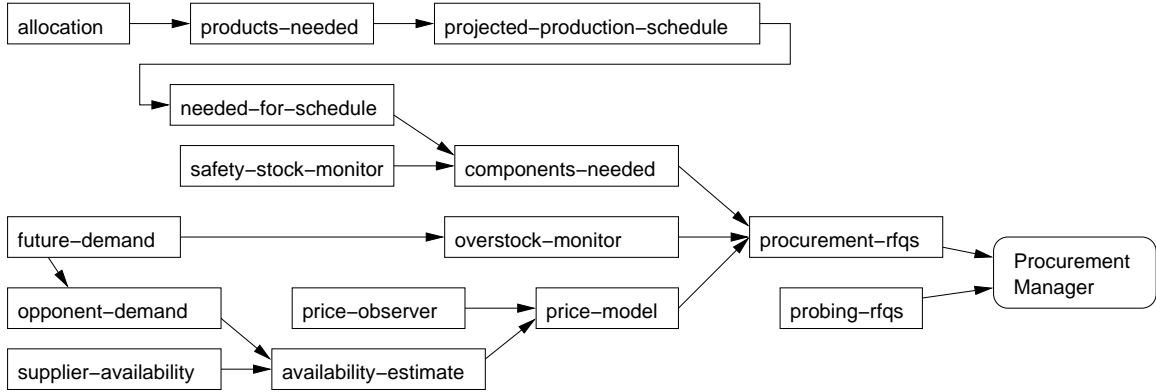 allocation
products−needed
projected−production−schedule
needed−for−schedule
safety−stock−monitor
components−needed
future−demand
overstock−monitor
procurement−rfqs
Procurement
Manager
opponent−demand
price−observer
price−model
probing−rfqs
supplier−availability
availability−estimate